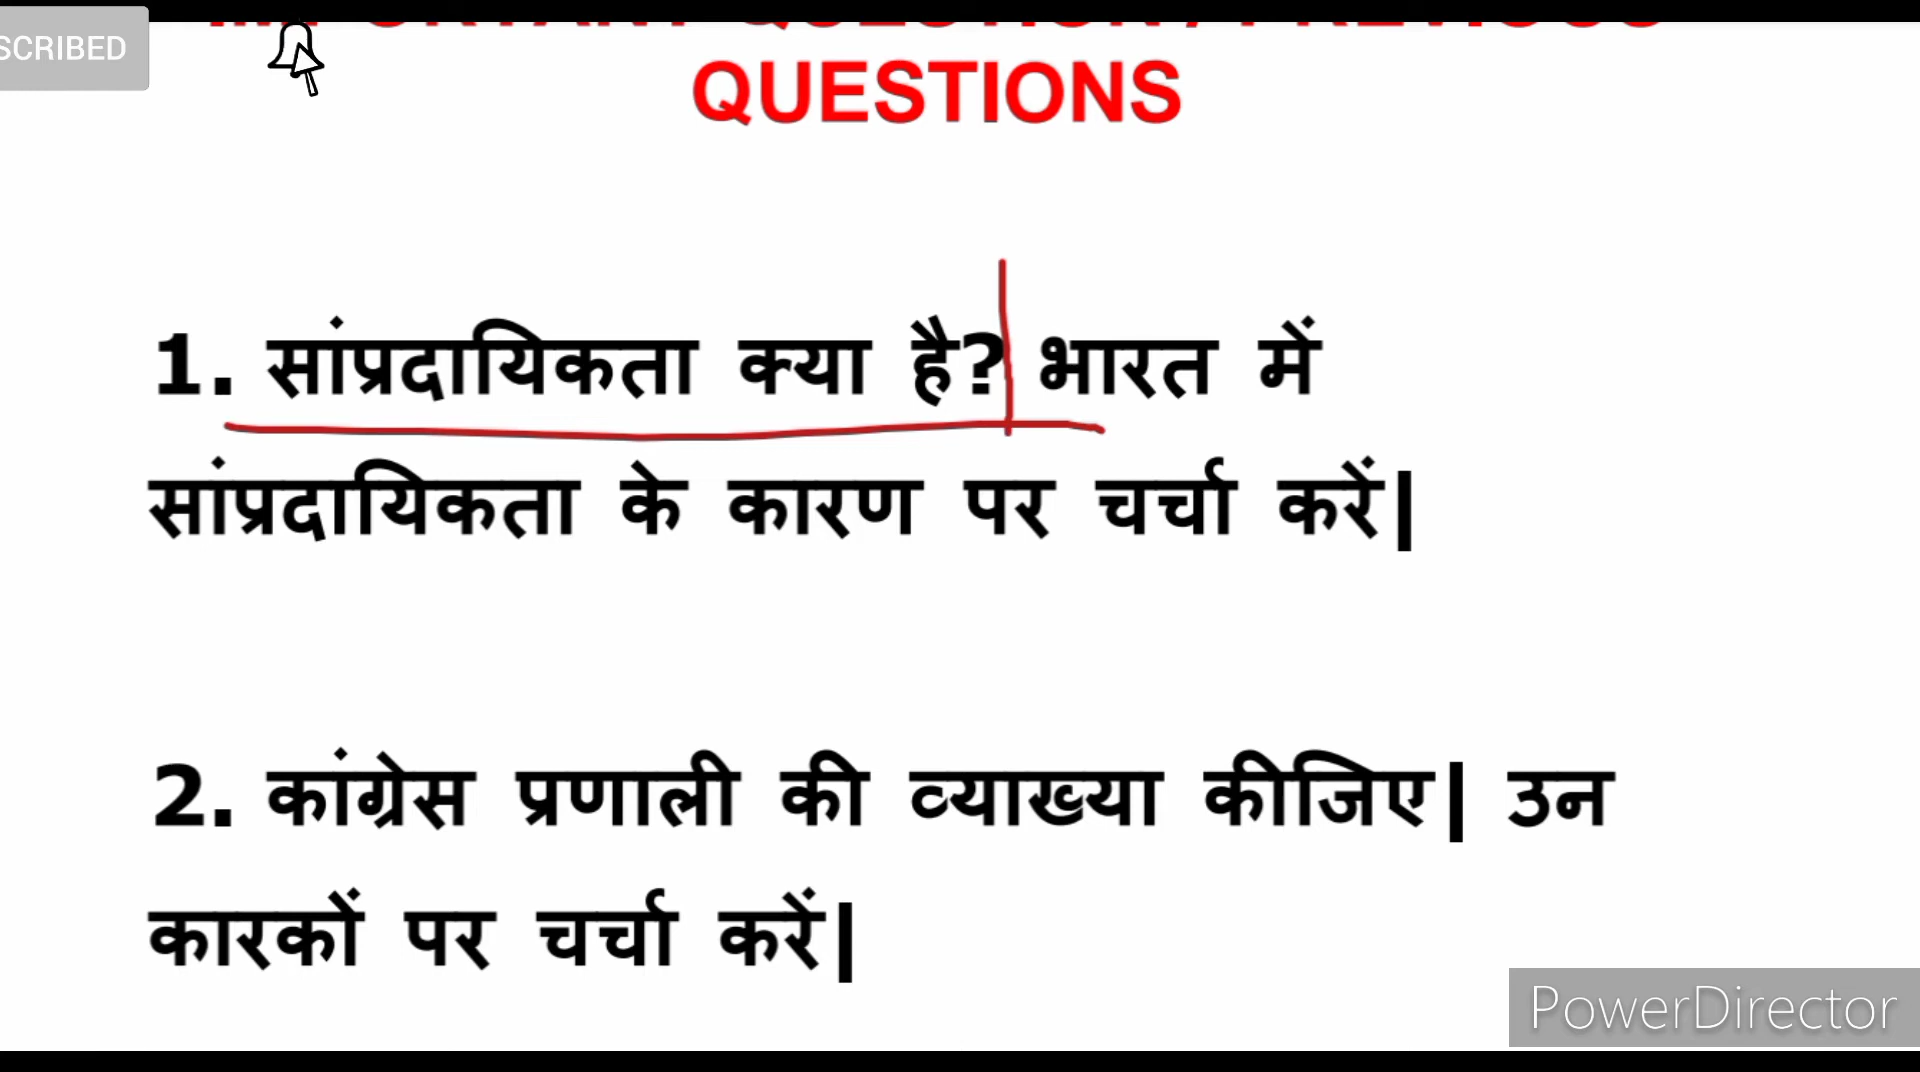 SCRIBED
QUESTIONS
1. सांप्रदायिकता क्या है? भारत में
सांप्रदायिकता के कारण पर चर्चा करें|
2. कांग्रेस प्रणाली की व्याख्या कीजिए| उन
कारकों पर चर्चा करें|
PowerDirector